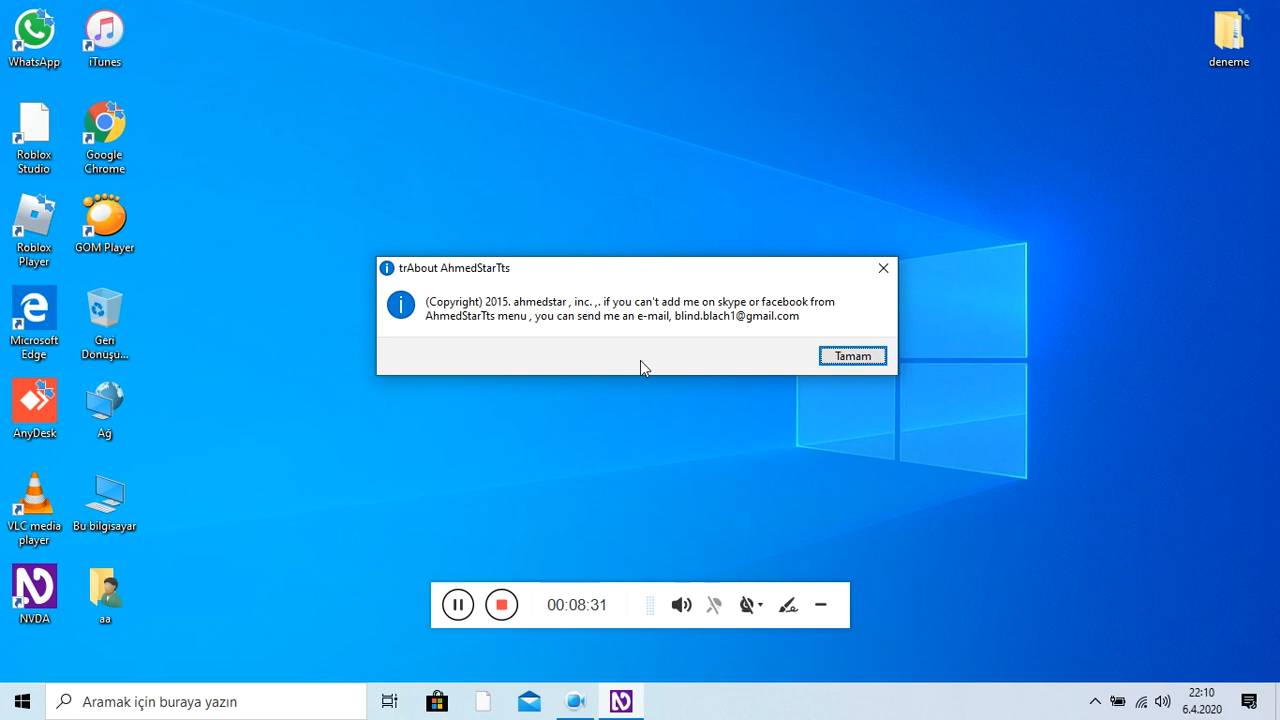 WhatsApp
iTunes
deneme
Roblox
Studio
Google
Chrome
Roblox
Player
GOM Player
trAbout AhmedStarTts
(Copyright) 2015. ahmedstar , inc. ,. if you can't add me on skype or facebook from
AhmedStarTts menu , you can send me an e-mail, blind.blach1@gmail.com
Tamam
Microsoft
Edge
Geri
Dönüşü...
AnyDesk
Ağ
VLC media
player
Bu bilgisayar
NVDA
aa
00:08:31
Aramak için buraya yazın
22:10
6.4.2020